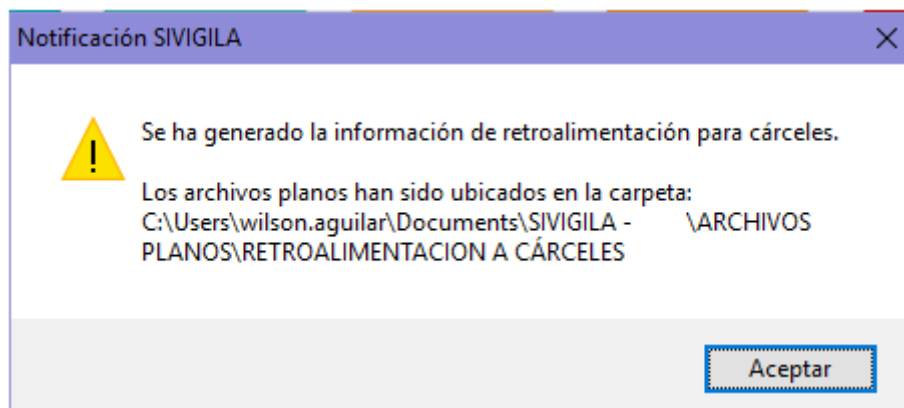 Notificación SIVIGILA
Se ha generado la información de retroalimentación para cárceles.
Los archivos planos han sido ubicados en la carpeta:
C:\Users\wilson.aguilar\Documents\SIVIGILA - \ARCHIVOS
PLANOS\RETROALIMENTACION A CÁRCELES
Aceptar